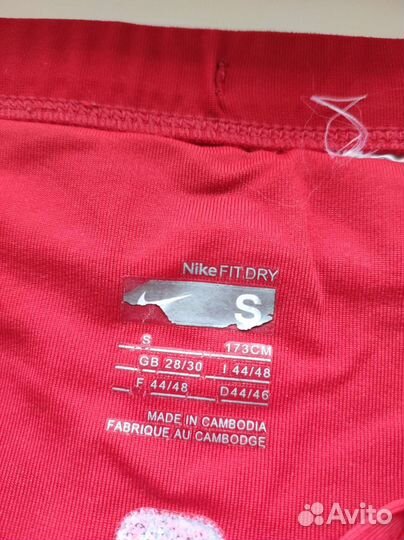 Nike FIT DRY
S
S 173CM
GB 28/30 I 44/48
F 44/48 D44/46
MADE IN CAMBODIA
FABRIQUE AU CAMBODGE
Avito